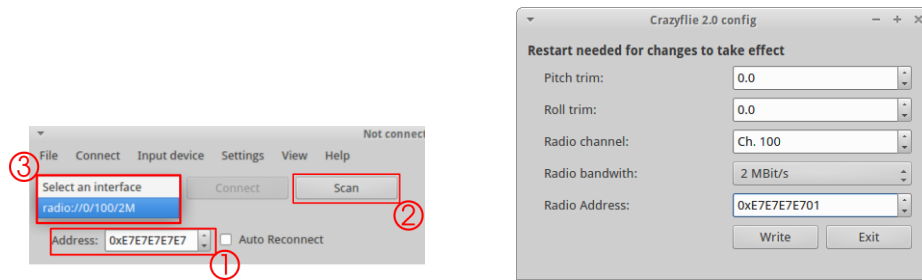 Not connect
File Connect Input device Settings View Help
③
Select an interface
Connect
Scan
radio://0/100/2M
②
Address: 0xE7E7E7E7E7
Auto Reconnect
①
Crazyflie 2.0 config
Restart needed for changes to take effect
Pitch trim: 0.0
Roll trim: 0.0
Radio channel: Ch. 100
Radio bandwith: 2 MBit/s
Radio Address: 0xE7E7E7E701
Write Exit